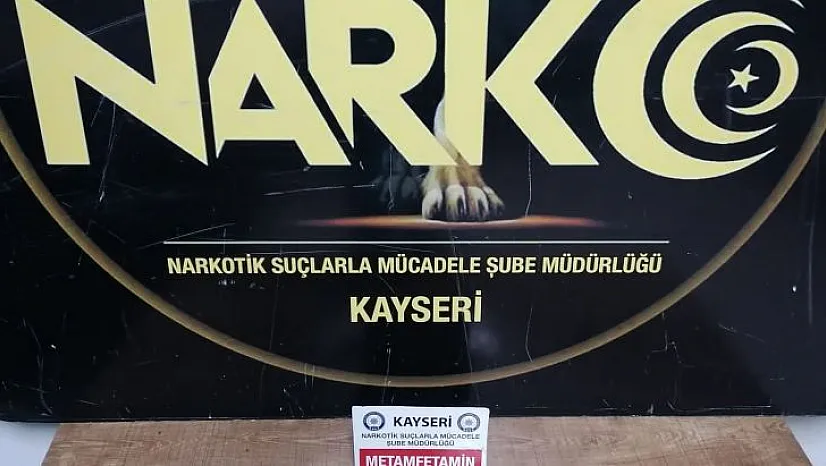 NARKO
NARKOTİK SUÇLARLA MÜCADELE ŞUBE MÜDÜRLÜĞÜ
KAYSERİ
KAYSERİ
NARKOTİK SUÇLARLA MÜCADELE
ŞUBE MÜDÜRLÜĞÜ
METAMFETAMİN